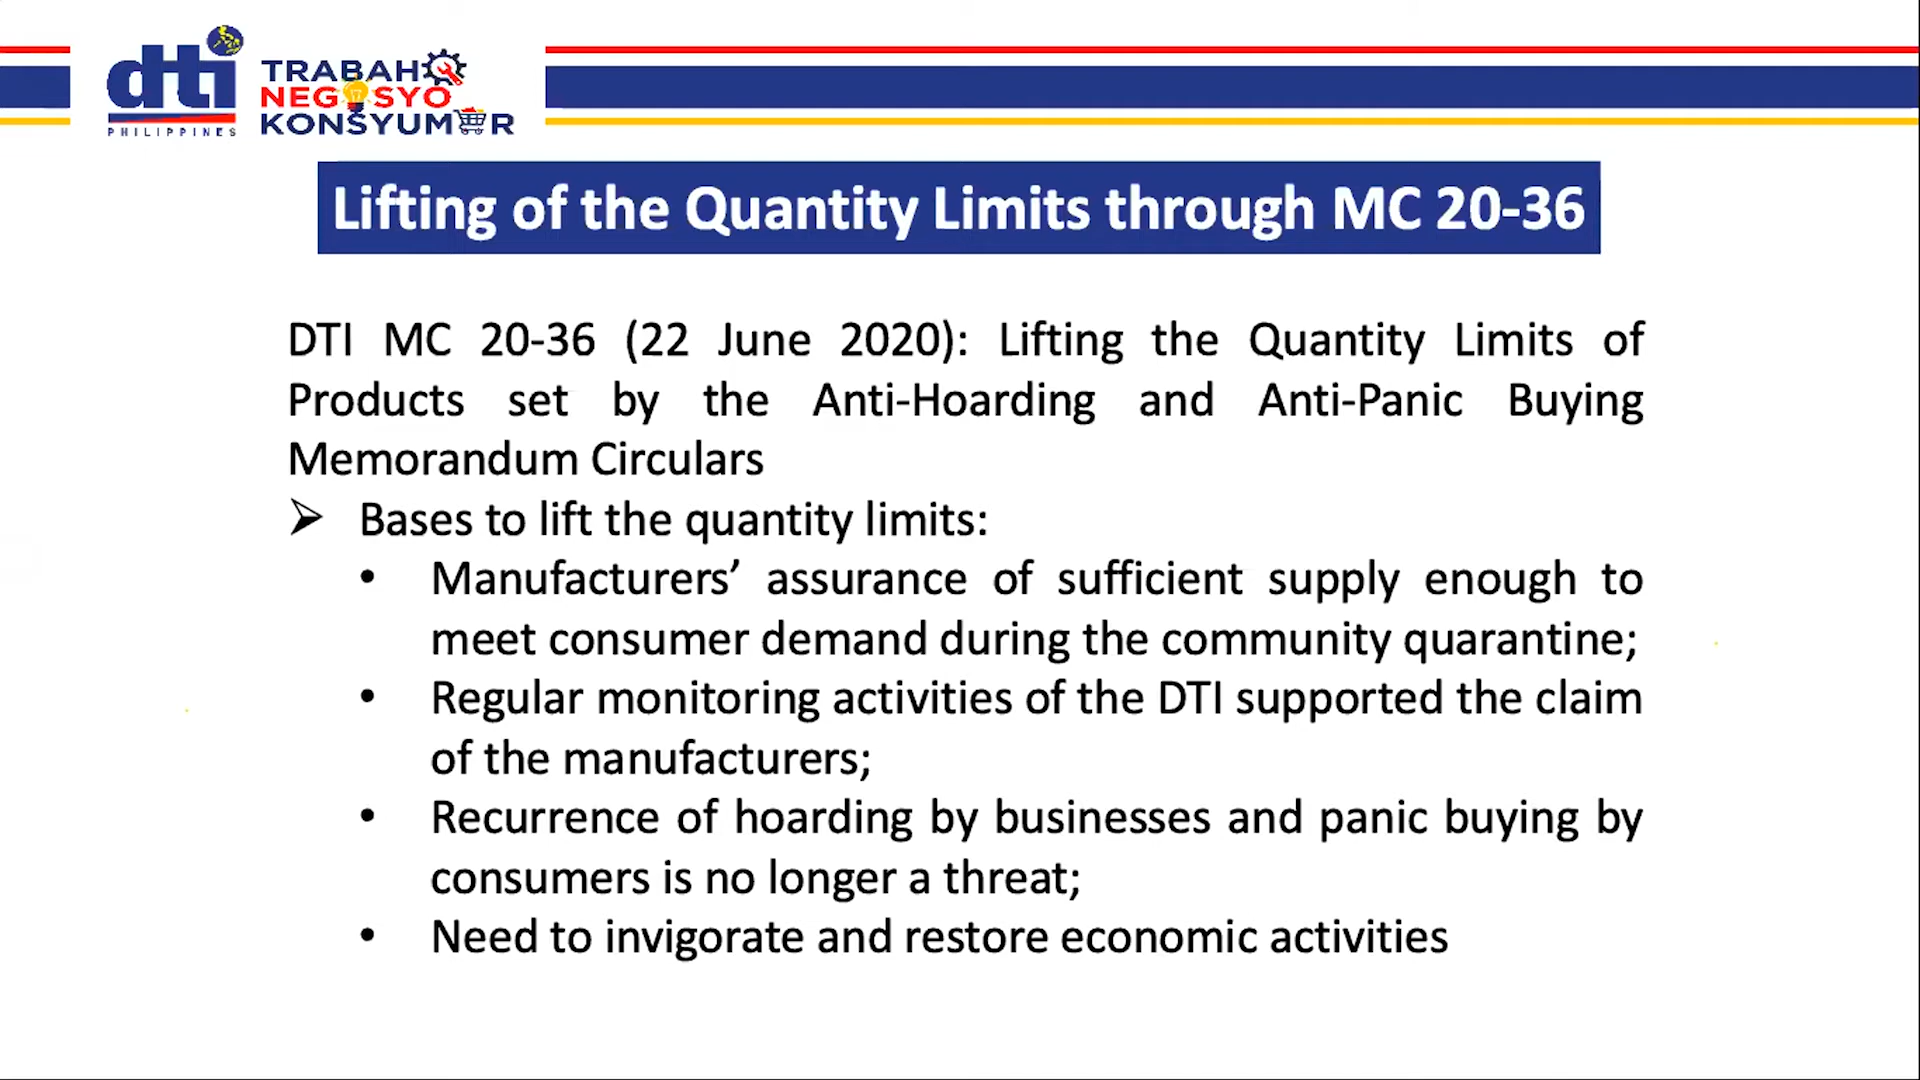 dti
PHILIPPINES
TRABAHO
NEGOSYO
KONSYUMER
Lifting of the Quantity Limits through MC 20-36
DTI MC 20-36 (22 June 2020): Lifting the Quantity Limits of
Products set by the Anti-Hoarding and Anti-Panic Buying
Memorandum Circulars
➢ Bases to lift the quantity limits:
• Manufacturers’ assurance of sufficient supply enough to
meet consumer demand during the community quarantine;
• Regular monitoring activities of the DTI supported the claim
of the manufacturers;
• Recurrence of hoarding by businesses and panic buying by
consumers is no longer a threat;
• Need to invigorate and restore economic activities